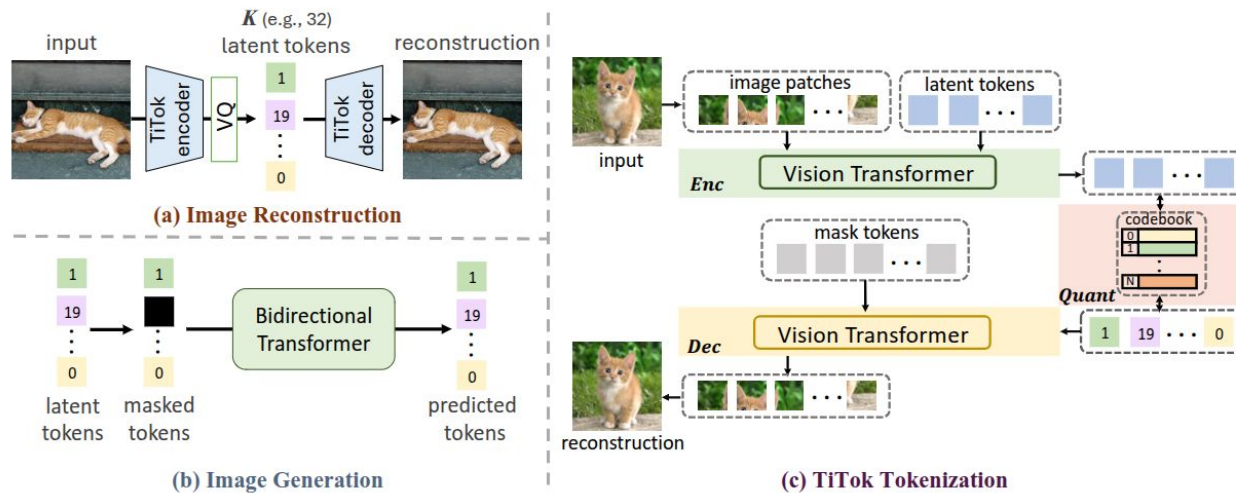 K (e.g., 32)
input
latent tokens
reconstruction
TiTok
encoder
VQ
1
19
0
TiTok
decoder
(a) Image Reconstruction
1
19
0
latent
tokens
1
0
masked
tokens
Bidirectional
Transformer
1
19
0
predicted
tokens
(b) Image Generation
input
image patches
latent tokens
Enc
Vision Transformer
codebook
0
1
N
Quant
mask tokens
1
19
0
Dec
Vision Transformer
reconstruction
(c) TiTok Tokenization